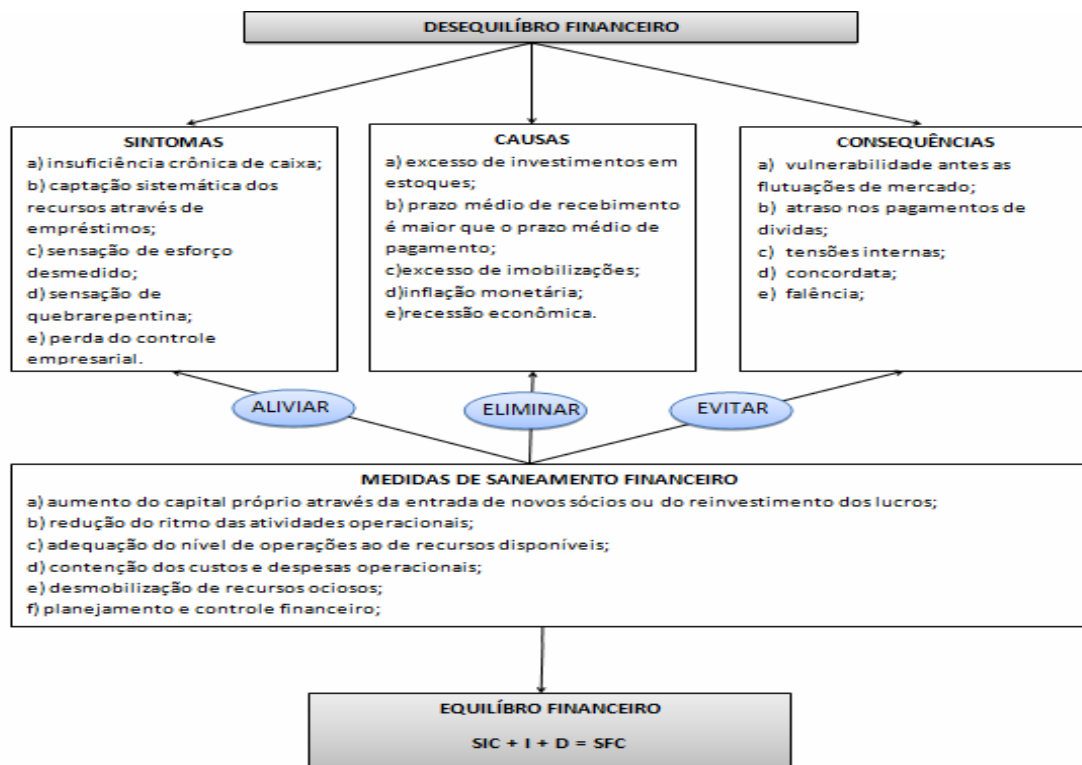 DESEQUILÍBRO FINANCEIRO
SINTOMAS
a) insuficiência crônica de caixa;
b) captação sistemática dos
recursos através de
empréstimos;
c) sensação de esforço
desmedido;
d) sensação de
quebrarepentina;
e) perda do controle
empresarial.
CAUSAS
a) excesso de investimentos em
estoques;
b) prazo médio de recebimento
é maior que o prazo médio de
pagamento;
c)excesso de imobilizações;
d)inflação monetária;
e)recessão econômica.
CONSEQUÊNCIAS
a) vulnerabilidade antes as
flutuações de mercado;
b) atraso nos pagamentos de
dividas;
c) tensões internas;
d) concordata;
e) falência;
ALIVIAR
ELIMINAR
EVITAR
MEDIDAS DE SANEAMENTO FINANCEIRO
a) aumento do capital próprio através da entrada de novos sócios ou do reinvestimento dos lucros;
b) redução do ritmo das atividades operacionais;
c) adequação do nível de operações ao de recursos disponíveis;
d) contenção dos custos e despesas operacionais;
e) desmobilização de recursos ociosos;
f) planejamento e controle financeiro;
EQUILÍBRO FINANCEIRO
SIC + I + D = SFC